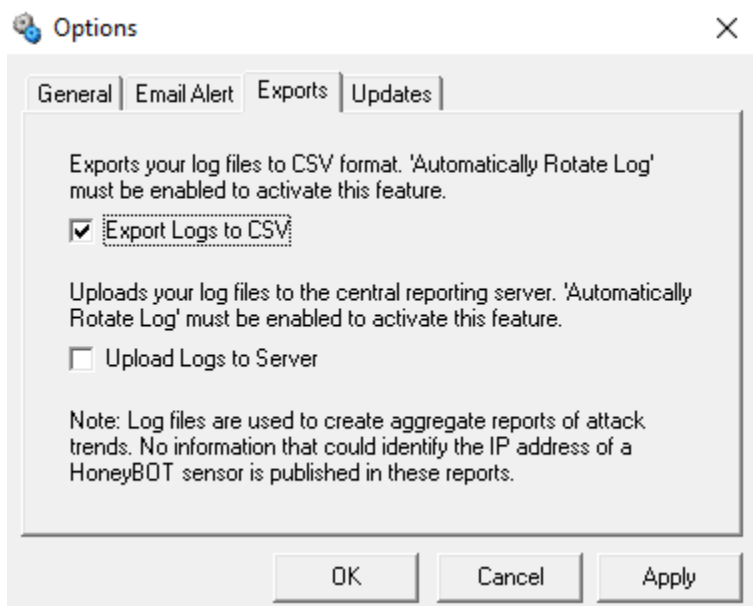 Options
General
Email Alert
Exports
Updates
Exports your log files to CSV format. 'Automatically Rotate Log'
must be enabled to activate this feature.
Export Logs to CSV
Uploads your log files to the central reporting server. 'Automatically
Rotate Log' must be enabled to activate this feature.
Upload Logs to Server
Note: Log files are used to create aggregate reports of attack
trends. No information that could identify the IP address of a
HoneyBOT sensor is published in these reports.
OK
Cancel
Apply